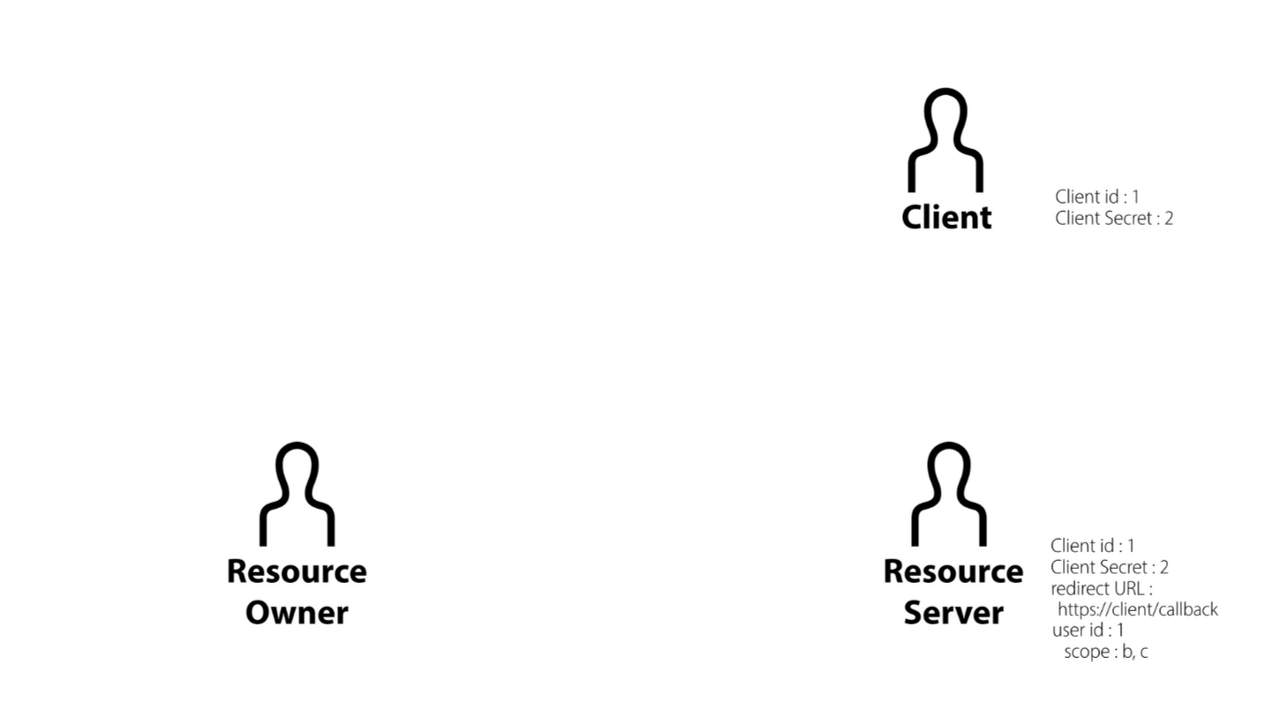 Client
Client id : 1
Client Secret : 2
Resource
Owner
Resource
Server
Client id : 1
Client Secret : 2
redirect URL :
https://client/callback
user id : 1
scope : b, c